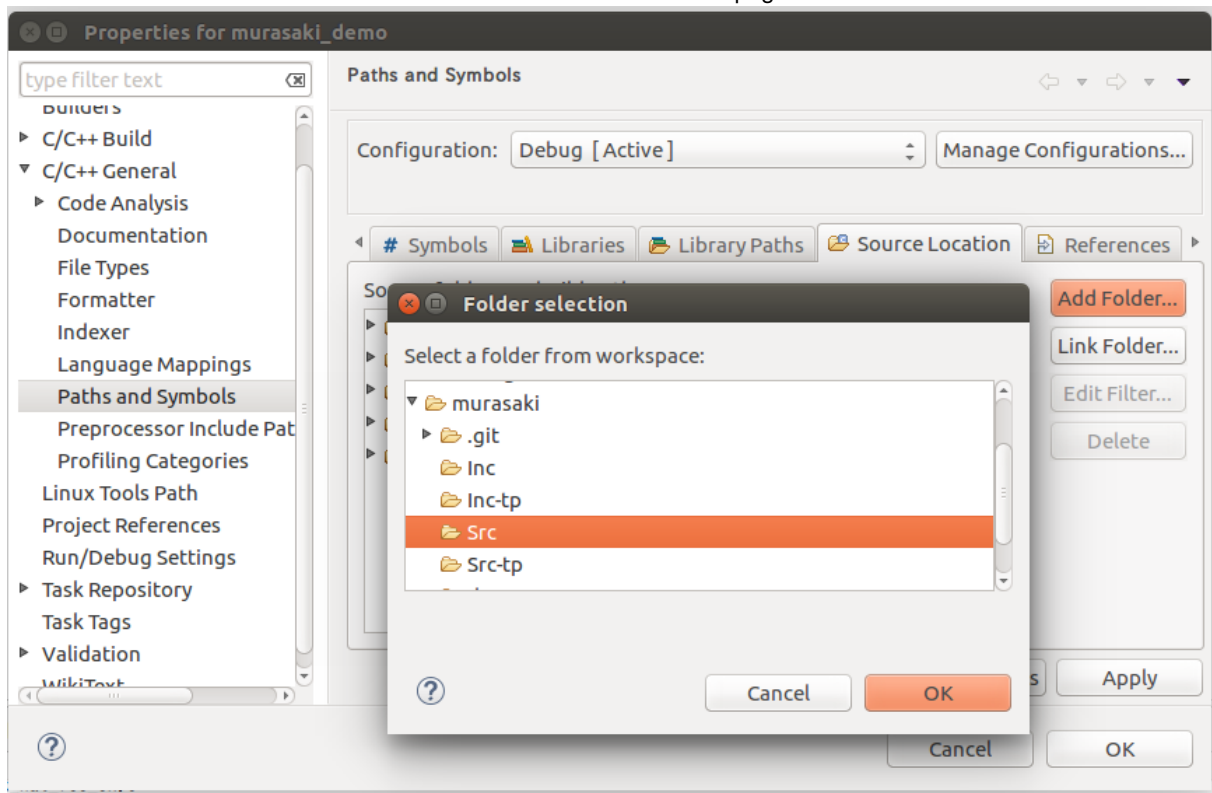 Properties for murasaki_demo
type filter text
Paths and Symbols
Builders
C/C++ Build
C/C++ General
Code Analysis
Documentation
File Types
Formatter
Indexer
Language Mappings
Paths and Symbols
Preprocessor Include Pat
Profiling Categories
Linux Tools Path
Project References
Run/Debug Settings
Task Repository
Task Tags
Validation
WikiText
Configuration: Debug [Active] Manage Configurations...
# Symbols Libraries Library Paths Source Location References
So
Add Folder...
Link Folder...
Edit Filter...
Delete
Folder selection
Select a folder from workspace:
murasaki
.git
Inc
Inc-tp
Src
Src-tp
Cancel OK
s Apply
Cancel OK